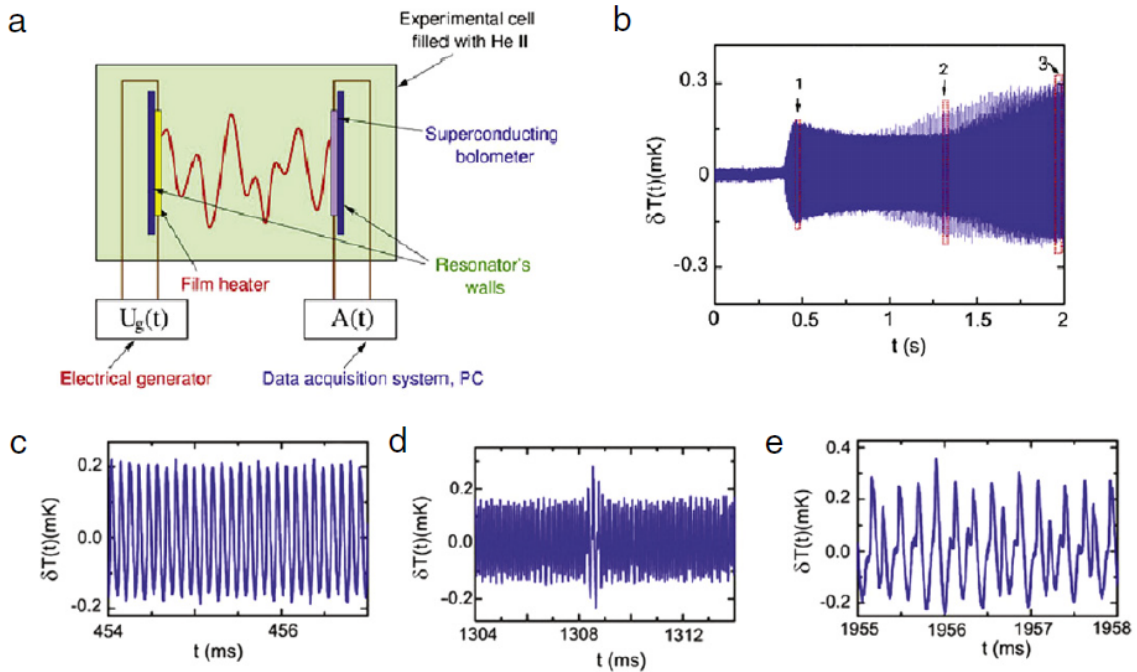 a
Experimental cell
filled with He II
Superconducting
bolometer
Film heater
Resonator's
walls
Ug(t)
A(t)
Electrical generator
Data acquisition system, PC
b
δT(t)(mK)
0.3
0
-0.3
1
2
3
0 0.5 1 1.5 2
t (s)
c
δT(t)(mK)
0.2
0.0
-0.2
454 456
t (ms)
d
δT(t)(mK)
0.2
0.0
-0.2
1304 1308 1312
t (ms)
e
δT(t)(mK)
0.4
0.2
0.0
-0.2
1955 1956 1957 1958
t (ms)